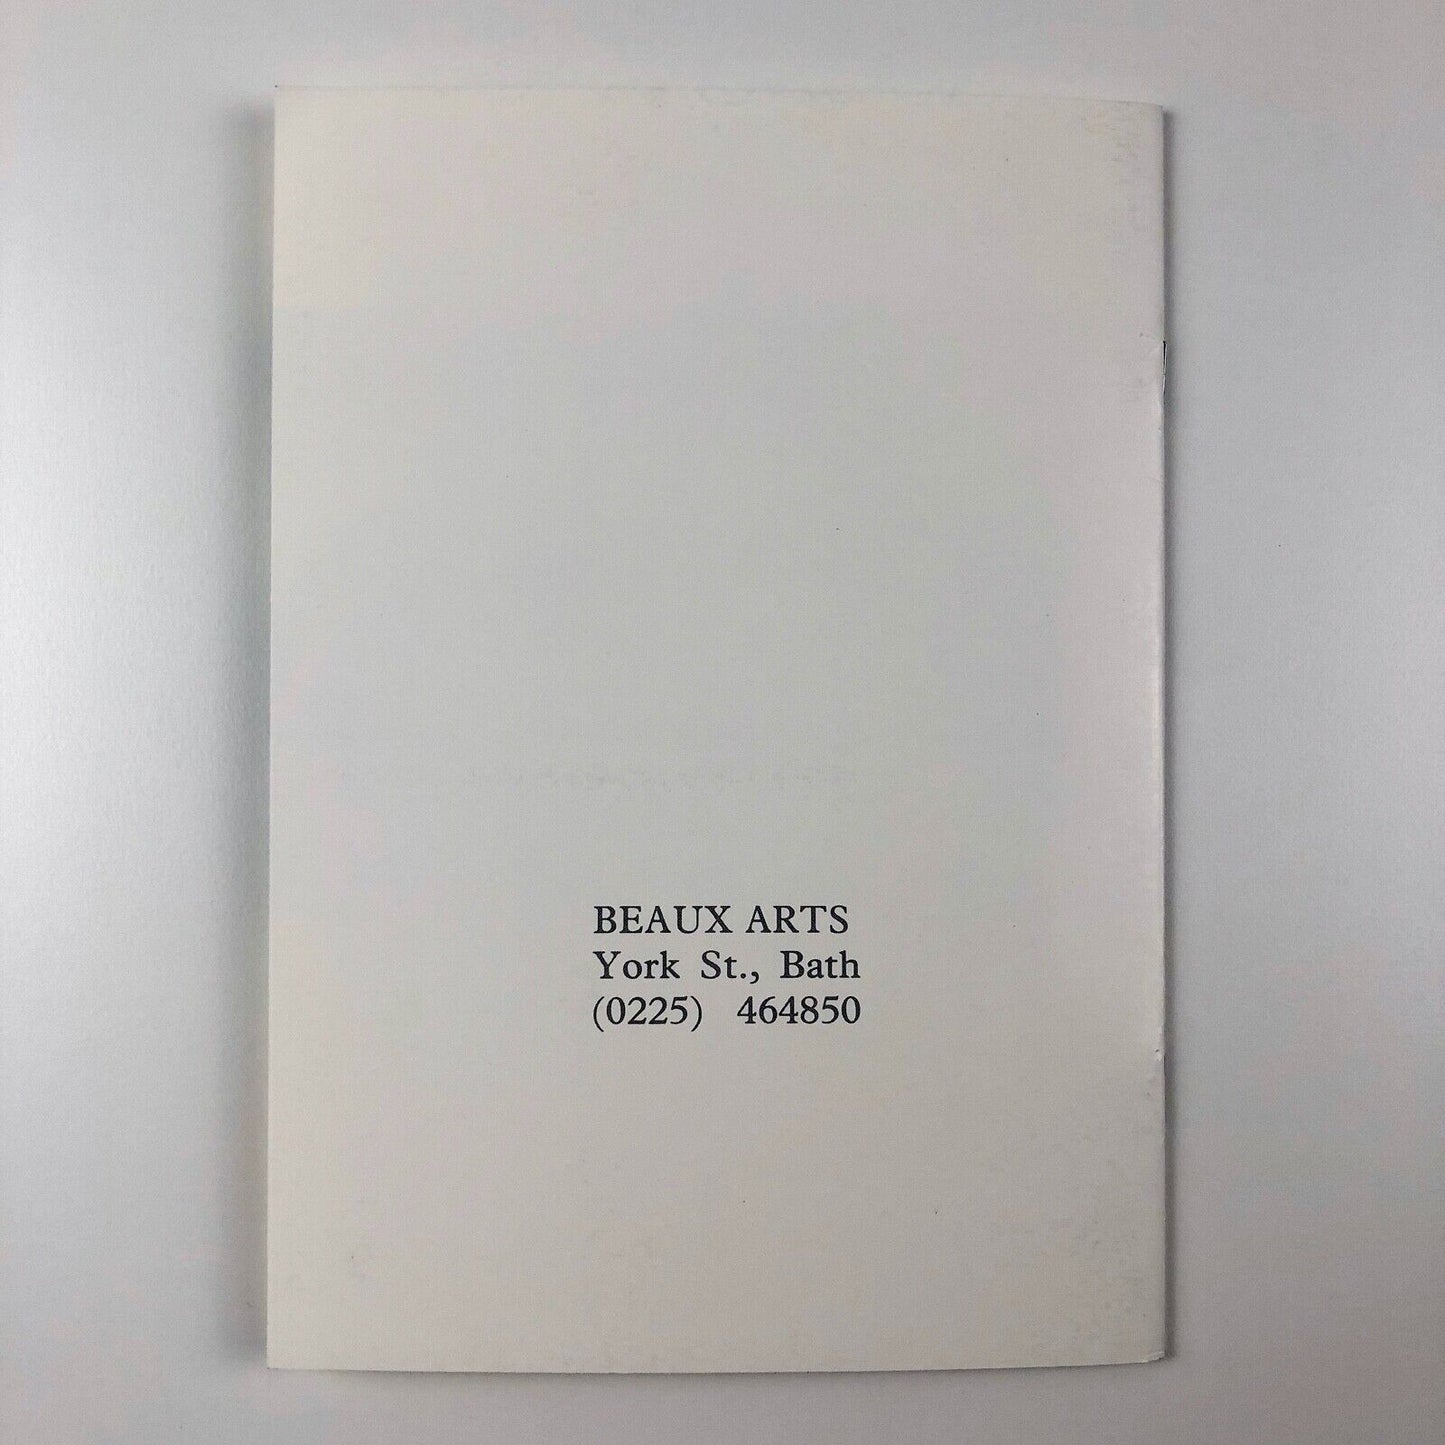 BEAUX ARTS
York St., Bath
(0225) 464850